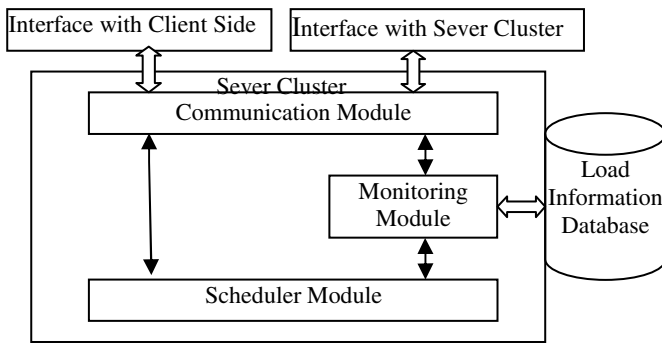 Interface with Client Side
Interface with Sever Cluster
Sever Cluster
Communication Module
Monitoring
Module
Load
Information
Database
Scheduler Module